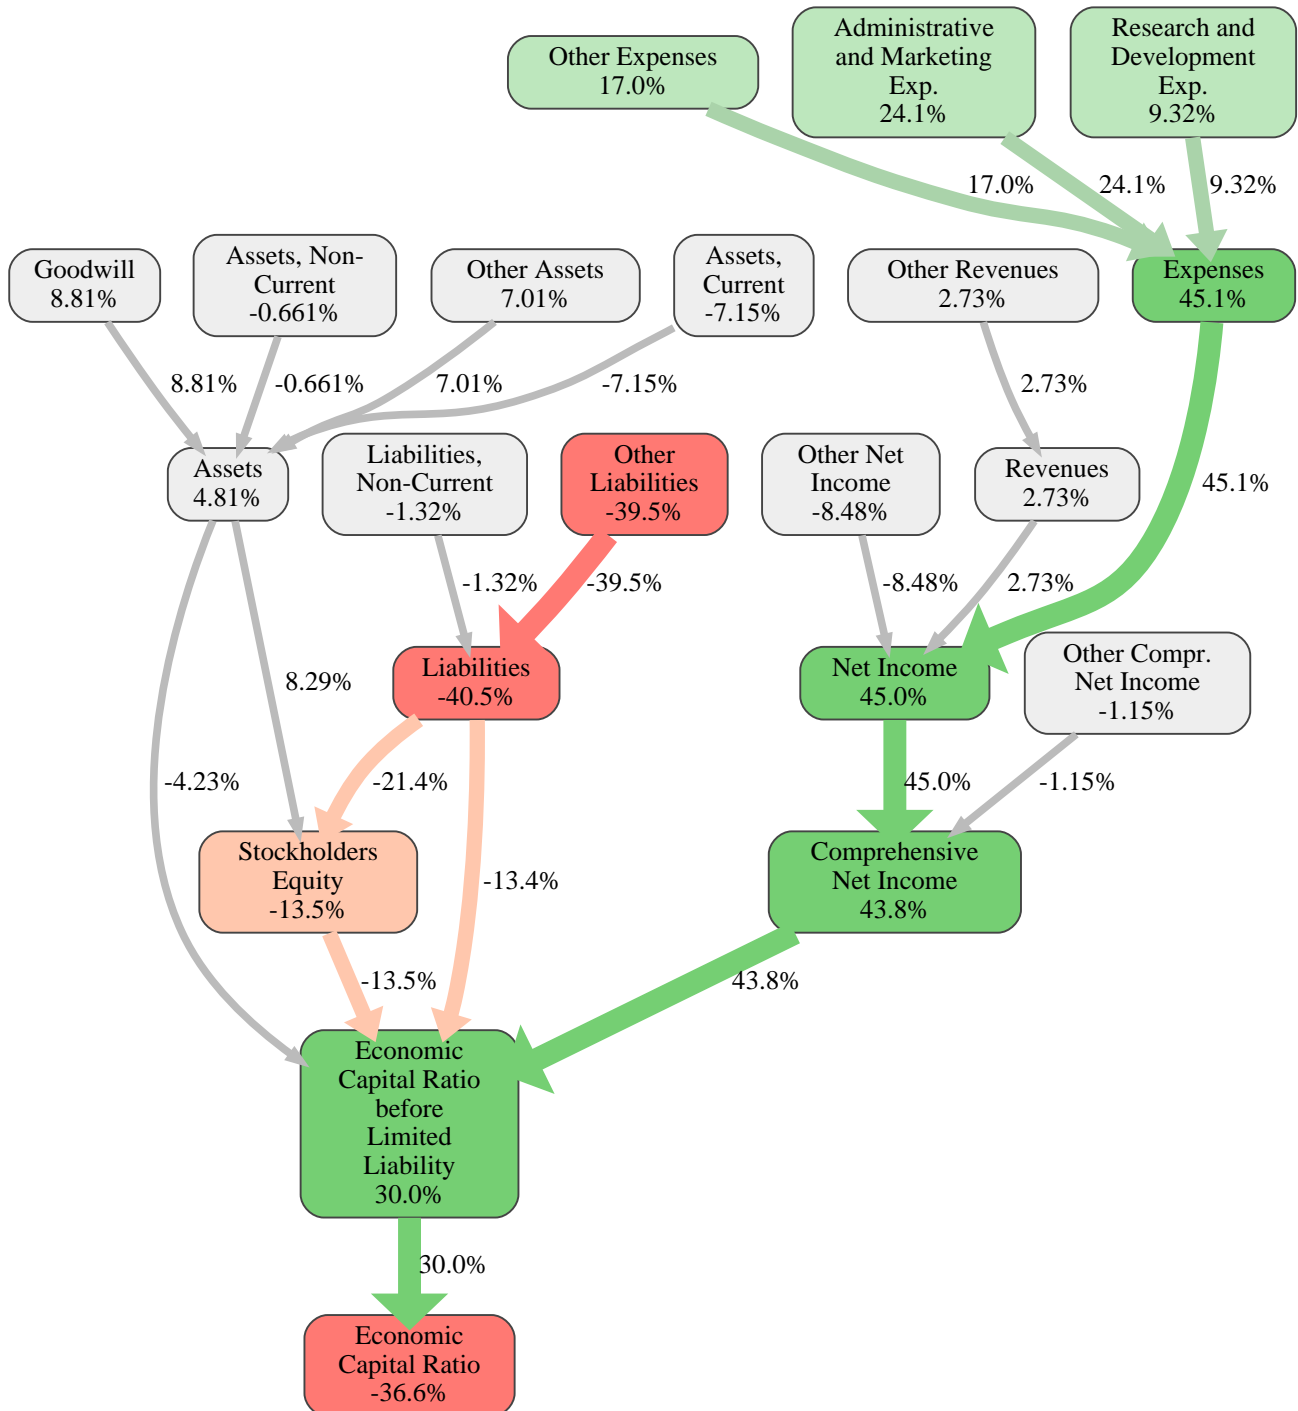 Other Expenses
17.0%
Administrative
and Marketing
Exp.
24.1%
Research and
Development
Exp.
9.32%
17.0%
24.1%
9.32%
Goodwill
8.81%
Assets, Non-
Current
-0.661%
Other Assets
7.01%
Assets,
Current
-7.15%
Other Revenues
2.73%
Expenses
45.1%
8.81%
-0.661%
7.01%
-7.15%
2.73%
45.1%
Assets
4.81%
Liabilities,
Non-Current
-1.32%
Other
Liabilities
-39.5%
Other Net
Income
-8.48%
Revenues
2.73%
-1.32%
-39.5%
-8.48%
2.73%
8.29%
Liabilities
-40.5%
Net Income
45.0%
Other Compr.
Net Income
-1.15%
-4.23%
-21.4%
45.0%
-1.15%
Stockholders
Equity
-13.5%
-13.4%
Comprehensive
Net Income
43.8%
-13.5%
43.8%
Economic
Capital Ratio
before
Limited
Liability
30.0%
30.0%
Economic
Capital Ratio
-36.6%